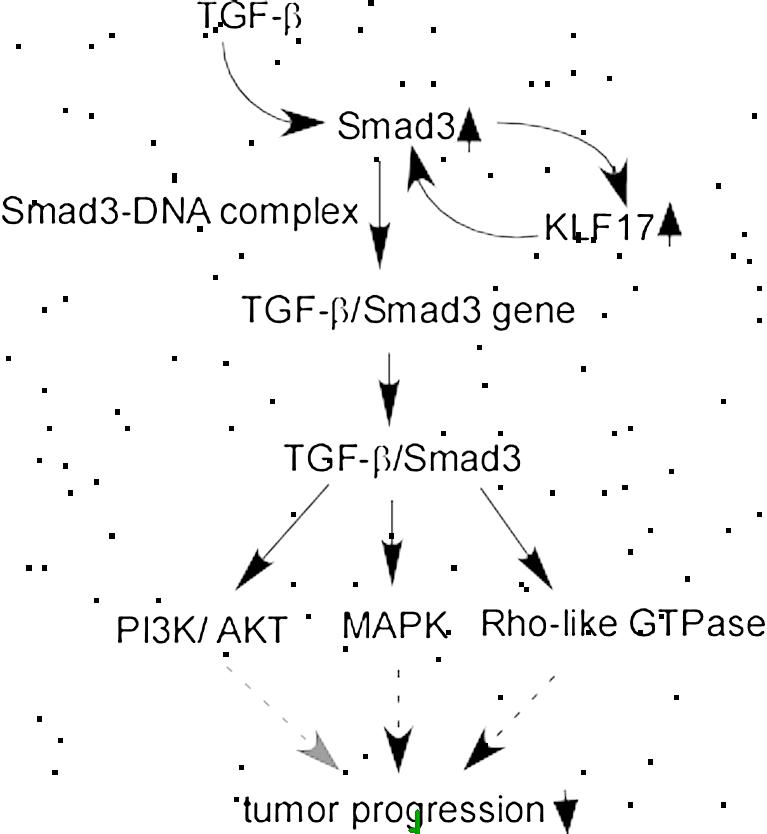 TGF-β
Smad3
Smad3-DNA complex
KLF17
TGF-β/Smad3 gene
TGF-β/Smad3
PI3K/ AKT MAPK Rho-like GTPase
tumor progression